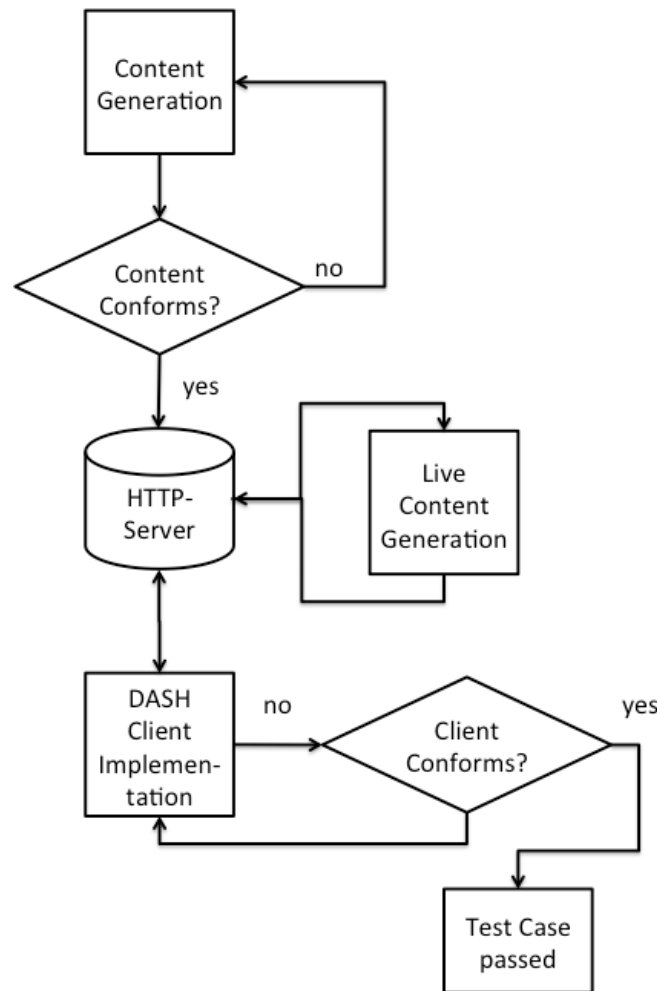 Content
Generation
no
Content
Conforms?
yes
HTTP-
Server
Live
Content
Generation
DASH
Client
Implemen-
tation
no
Client
Conforms?
yes
Test Case
passed